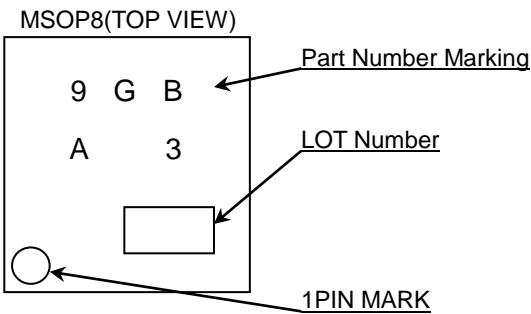 MSOP8(TOP VIEW)
Part Number Marking
9 G B
A 3
LOT Number
1PIN MARK